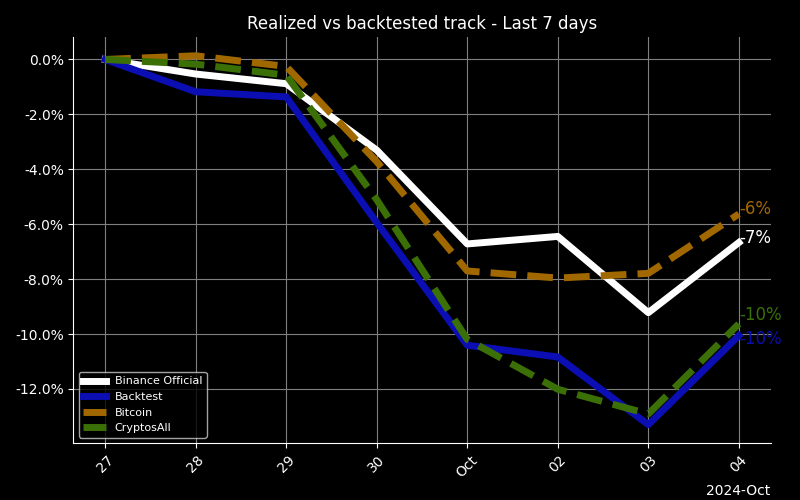 Realized vs backtested track - Last 7 days
0.0%
-2.0%
-4.0%
-6.0%
-8.0%
-10.0%
-12.0%
-6%
-7%
-10%
-10%
Binance Official
Backtest
Bitcoin
CryptosAll
27
28
29
30
Oct
02
03
04
2024-Oct